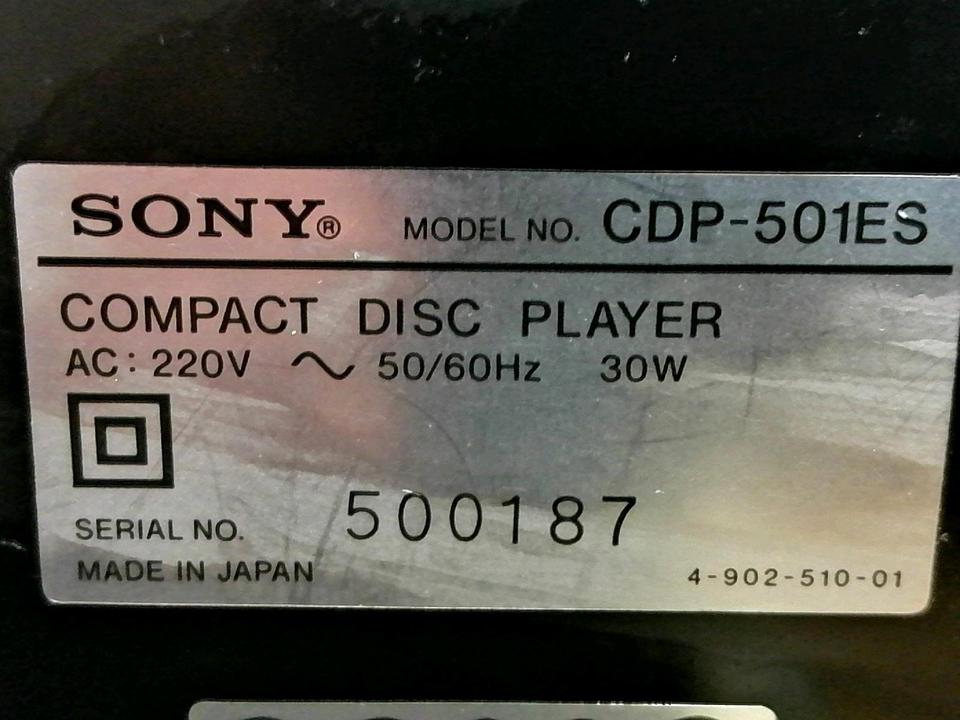 SONY® MODEL NO. CDP-501ES
COMPACT DISC PLAYER
AC: 220V ～ 50/60Hz 30W
SERIAL NO. 500187
MADE IN JAPAN 4-902-510-01